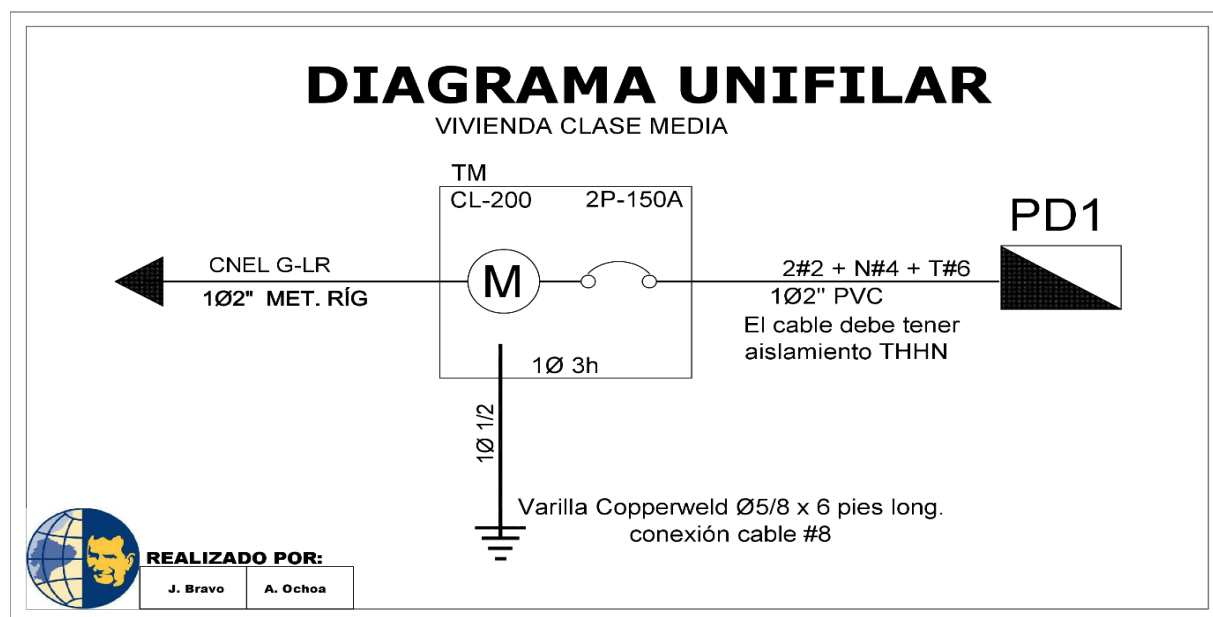 DIAGRAMA UNIFILAR
VIVIENDA CLASE MEDIA
TM
CL-200 2P-150A
PD1
CNEL G-LR
1Ø2" MET. RÍG
M
2#2 + N#4 + T#6
1Ø2" PVC
El cable debe tener
aislamiento THHN
1Ø 3h
1Ø 1/2
Varilla Copperweld Ø5/8 x 6 pies long.
conexión cable #8
REALIZADO POR:
J. Bravo A. Ochoa